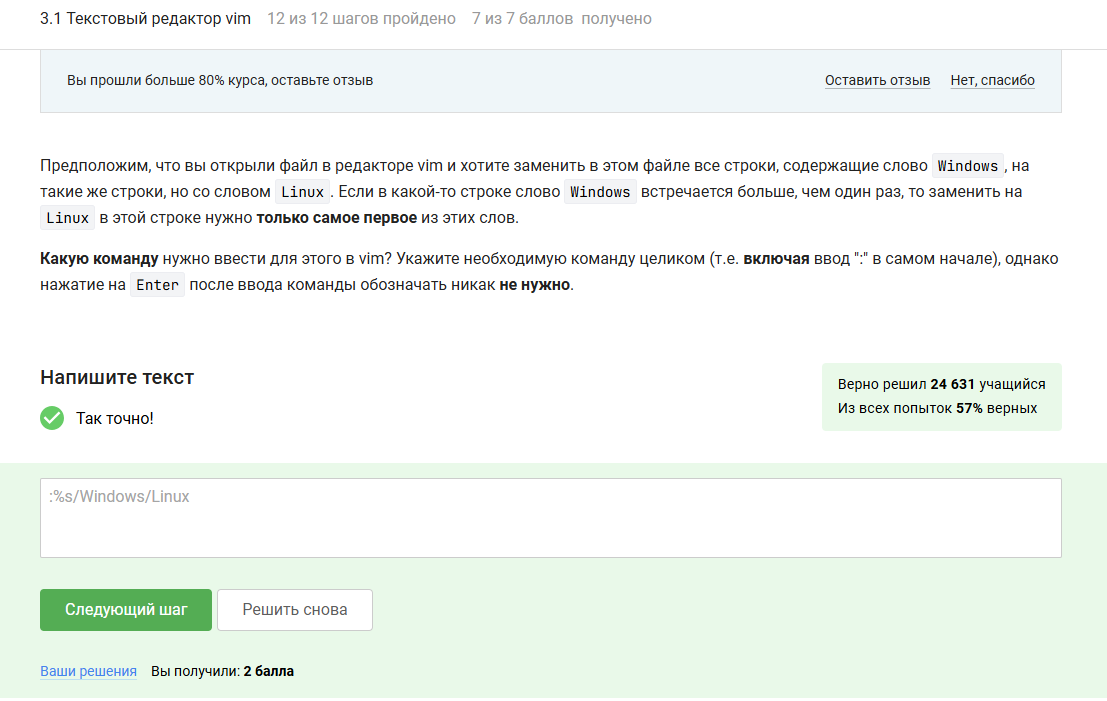 3.1 Текстовый редактор vim 12 из 12 шагов пройдено 7 из 7 баллов получено
Вы прошли больше 80% курса, оставьте отзыв Оставить отзыв Нет, спасибо
Предположим, что вы открыли файл в редакторе vim и хотите заменить в этом файле все строки, содержащие слово Windows, на
такие же строки, но со словом Linux. Если в какой-то строке слово Windows встречается больше, чем один раз, то заменить на
Linux в этой строке нужно только самое первое из этих слов.
Какую команду нужно ввести для этого в vim? Укажите необходимую команду целиком (т.е. включая ввод ":" в самом начале), однако
нажатие на Enter после ввода команды обозначать никак не нужно.
Напишите текст
Так точно!
Верно решил 24 631 учащийся
Из всех попыток 57% верных
:%s/Windows/Linux
Следующий шаг Решить снова
Ваши решения Вы получили: 2 балла